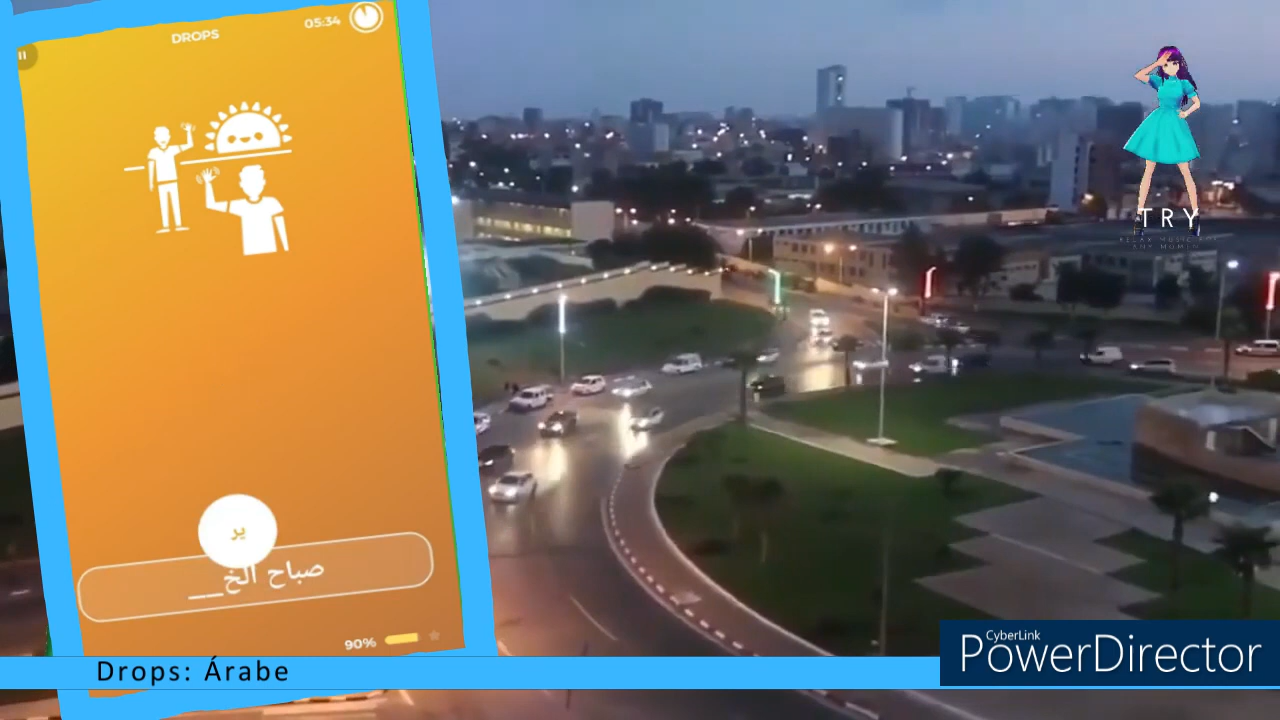 DROPS
05:34
ير
صباح الخ__
90%
Drops: Árabe
TRY
CyberLink
PowerDirector